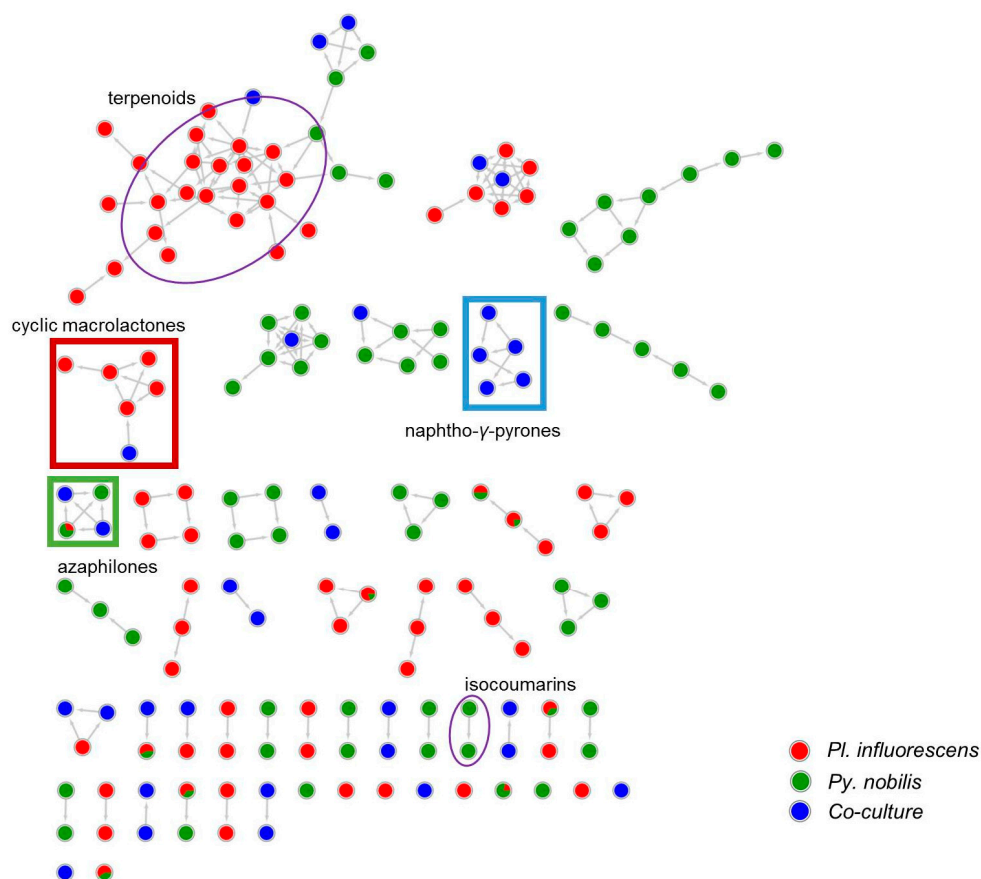 terpenoids
cyclic macrolactones
naphtho-γ-pyrones
azaphilones
isocoumarins
Pl. influorescens
Py. nobilis
Co-culture